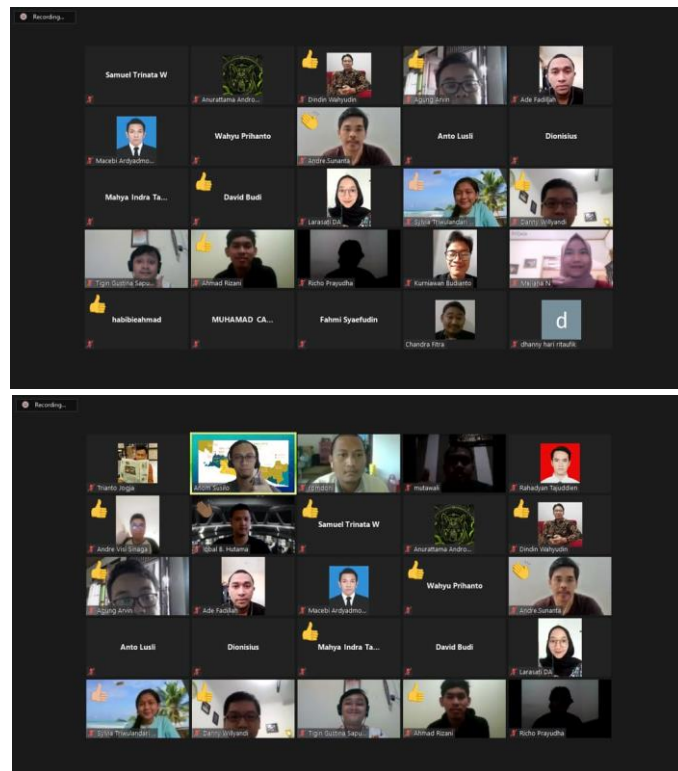 Recording...
Samuel Trinata W
Anurattama Andro...
Dindin Wahyudin
Agung Arvin
Ade Fadillah
Macebi Ardyadmo...
Wahyu Prihanto
Andre.Sunanta
Anto Lusli
Dionisius
Mahya Indra Ta...
David Budi
Larasati DA
Sylvia Trieulandari
Danny Willyandi
Tigin Gustina Sapu...
Ahmad Rizani
Richo Prayudha
Kurniawan Budianto
habibieahmad
MUHAMAD CA...
Fahmi Syaefudin
Chandra Fitra
d
dhanny hari ritaufik
Recording...
Trianto Jogja
Anom Susilo
mutawali
Rahadyan Tajuddien
Andre Visi Sinaga
Iqbal B. Hutama
Samuel Trinata W
Anurattama Andro...
Dindin Wahyudin
Agung Arvin
Ade Fadillah
Macebi Ardyadmo...
Wahyu Prihanto
Andre.Sunanta
Anto Lusli
Dionisius
Mahya Indra Ta...
David Budi
Larasati DA
Sylvia Trieulandari
Danny Willyandi
Tigin Gustina Sapu...
Ahmad Rizani
Richo Prayudha